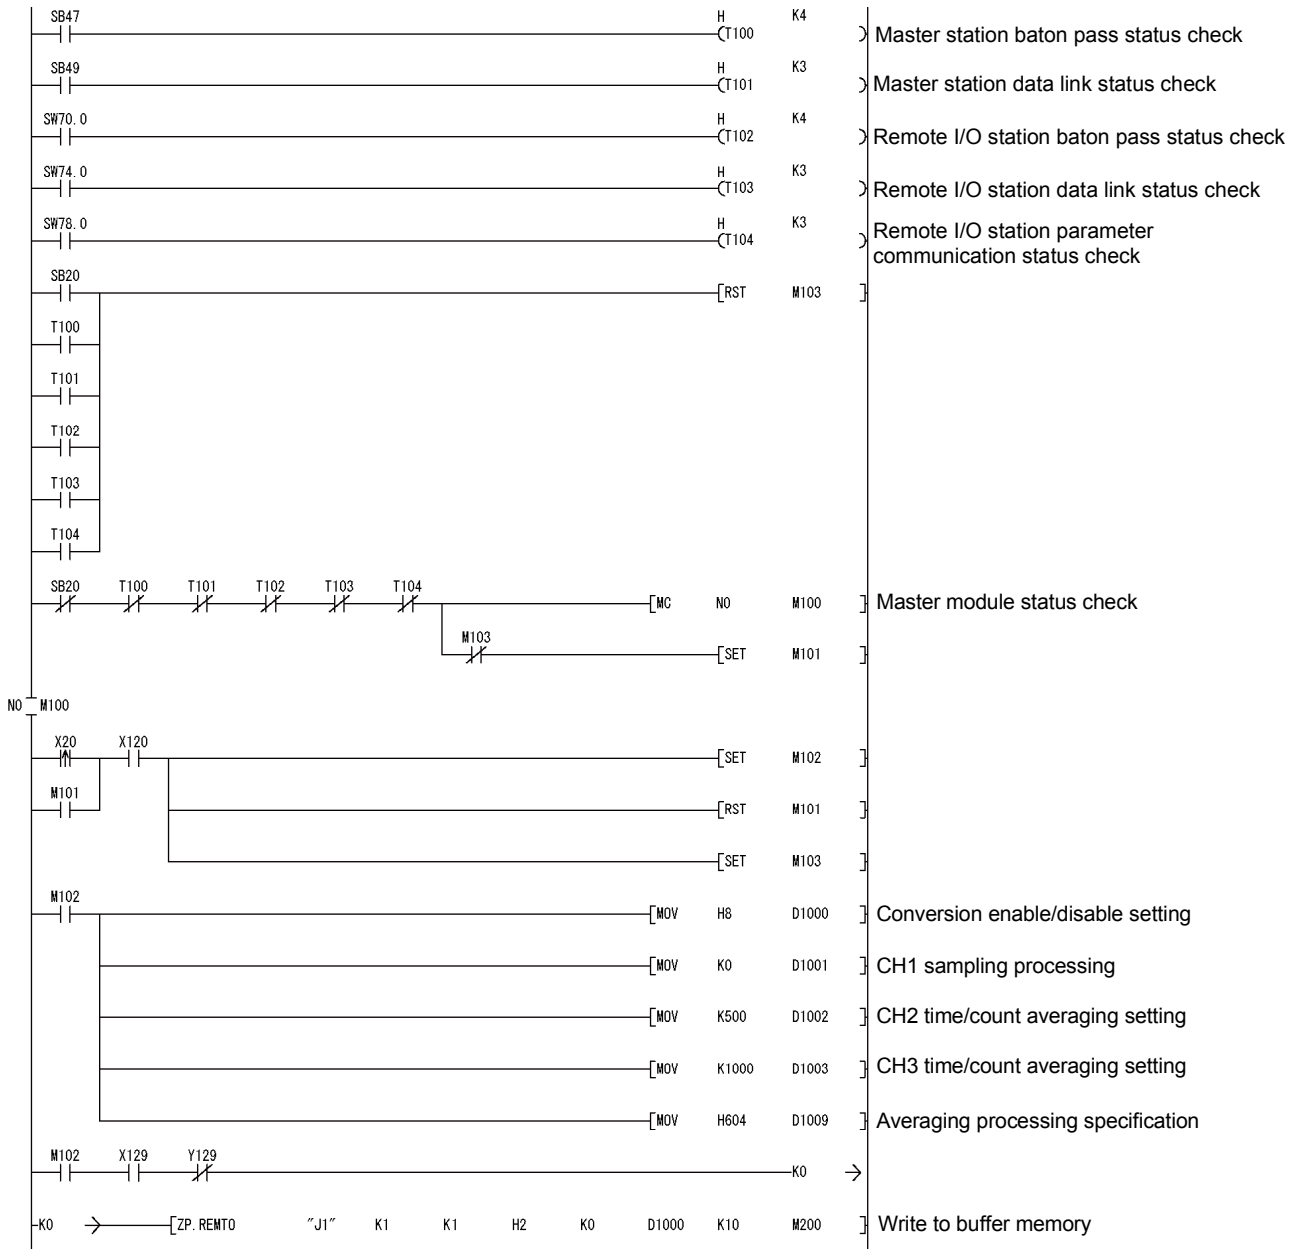 SB47 H K4
T100 Master station baton pass status check
SB49 H K3
T101 Master station data link status check
SW70.0 H K4
T102 Remote I/O station baton pass status check
SW74.0 H K3
T103 Remote I/O station data link status check
SW78.0 H K3
T104 Remote I/O station parameter
communication status check
SB20
RST M103
T100
T101
T102
T103
T104
SB20 T100 T101 T102 T103 T104
MC N0 M100 Master module status check
M103
SET M101
N0 M100
X20 X120
SET M102
M101
RST M101
SET M103
M102
MOV H8 D1000 Conversion enable/disable setting
MOV K0 D1001 CH1 sampling processing
MOV K500 D1002 CH2 time/count averaging setting
MOV K1000 D1003 CH3 time/count averaging setting
MOV H604 D1009 Averaging processing specification
M102 X129 Y129
K0
K0 ZP.REMTO "J1" K1 K1 H2 K0 D1000 K10 M200 Write to buffer memory